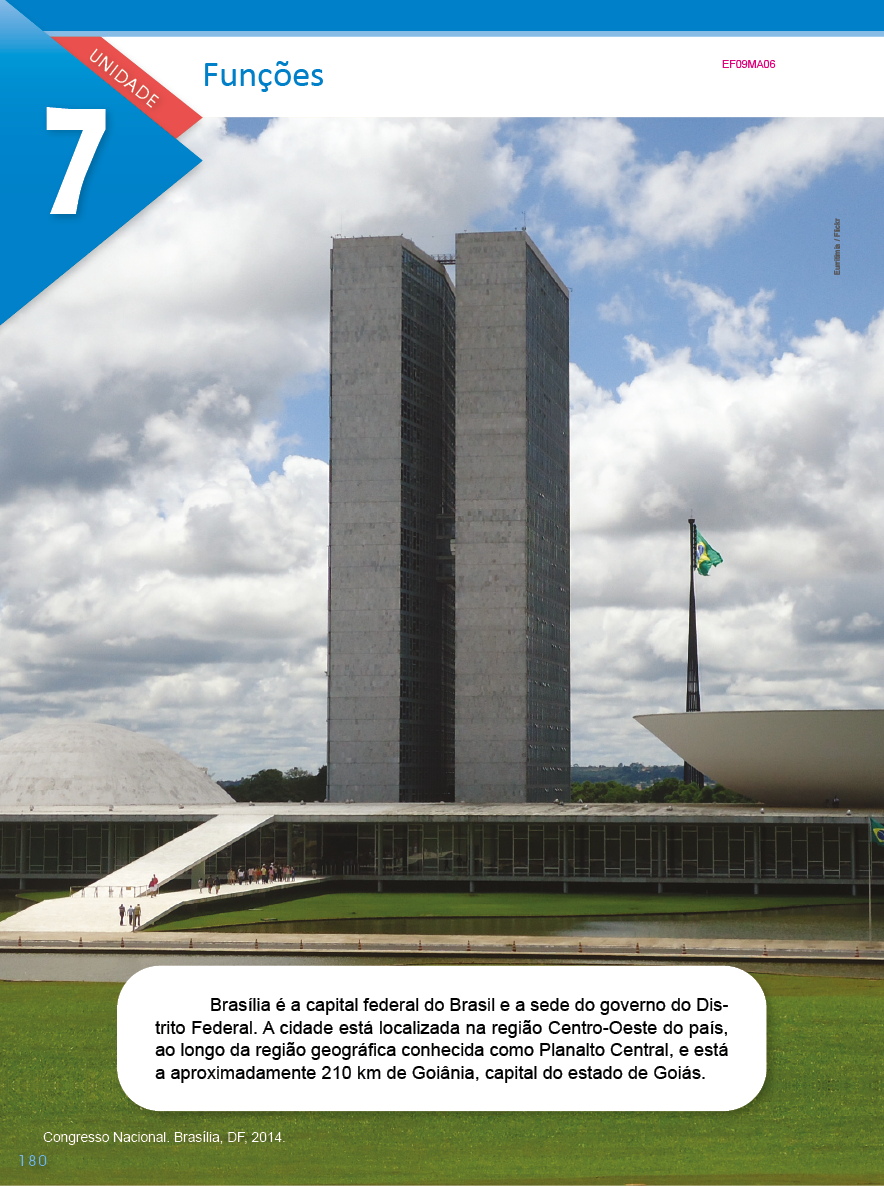 UNIDADE
7
Funções
EF09MA06
Brasília é a capital federal do Brasil e a sede do governo do Dis-
trito Federal. A cidade está localizada na região Centro-Oeste do país,
ao longo da região geográfica conhecida como Planalto Central, e está
a aproximadamente 210 km de Goiânia, capital do estado de Goiás.
Congresso Nacional. Brasília, DF, 2014.
180